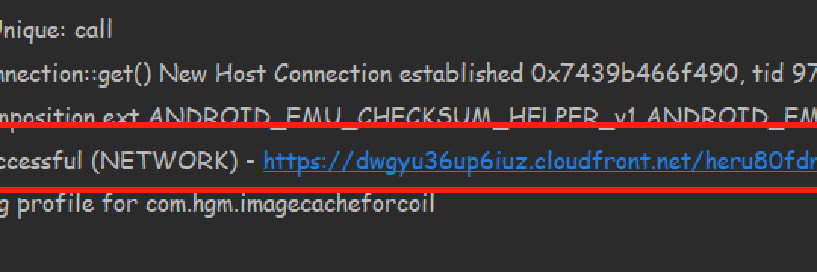 Unique: call
nnection::get() New Host Connection established 0x7439b466f490, tid 97
mposition ext ANDROID_EMU_CHECKSUM_HELPER_v1 ANDROID_EM
ccessful (NETWORK) - https://dwgyu36up6iuz.cloudfront.net/heru80fdn
g profile for com.hgm.imagecacheforcoil